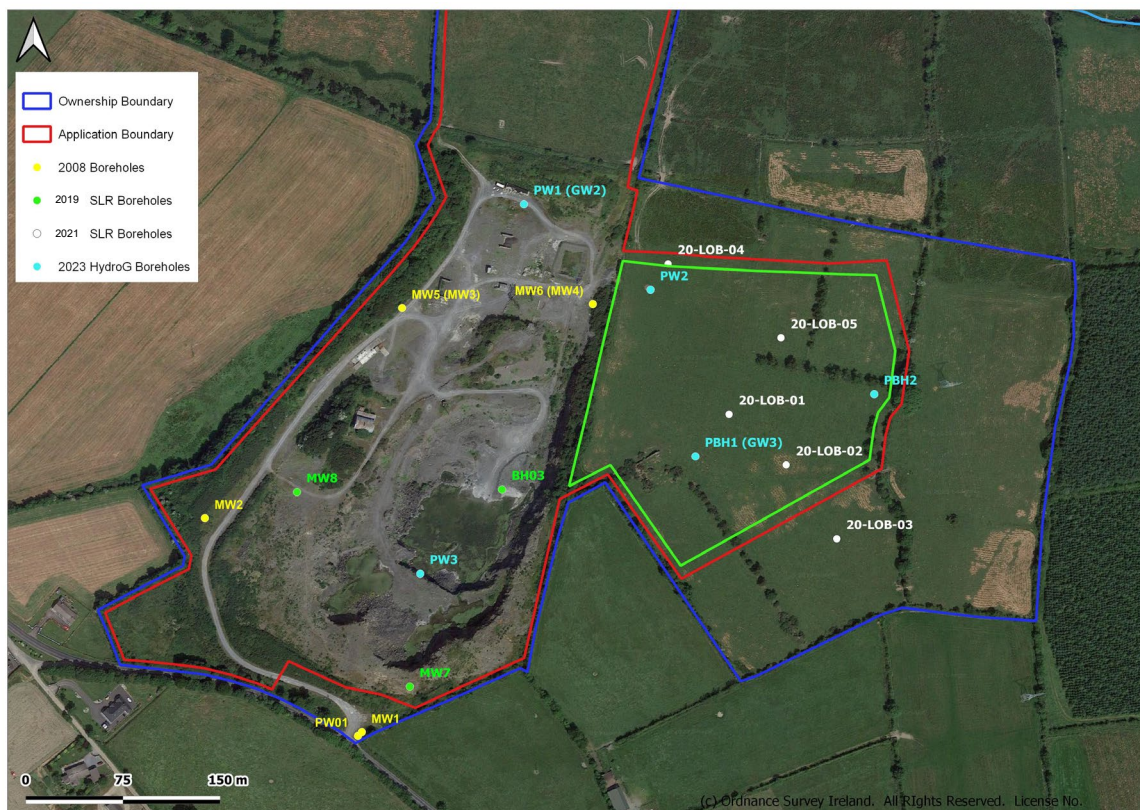 Ownership Boundary
Application Boundary
2008 Boreholes
2019 SLR Boreholes
2021 SLR Boreholes
2023 HydroG Boreholes
PW1 (GW2)
20-LOB-04
PW2
MW5 (MW3)
MW6 (MW4)
20-LOB-05
PBH2
20-LOB-01
PBH1 (GW3)
20-LOB-02
MW8
BH03
MW2
20-LOB-03
PW3
MW7
PW01
MW1
0 75 150 m
(c) Ordnance Survey Ireland. All Rights Reserved. License No.